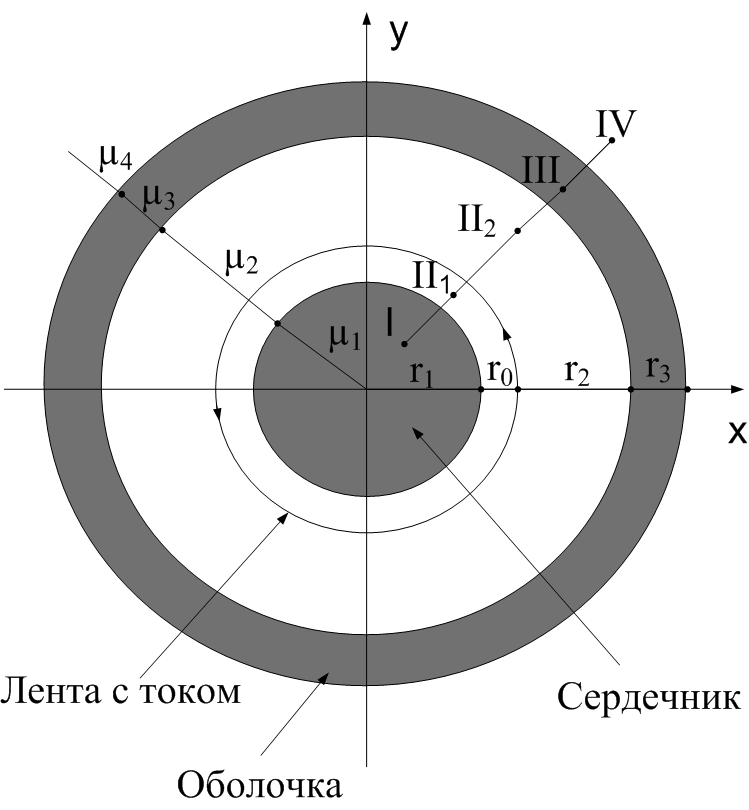 y
IV
μ₄
III
μ₃
II₂
μ₂
II₁
I
μ₁
r₁ r₀ r₂ r₃
x
Лента с током
Сердечник
Оболочка